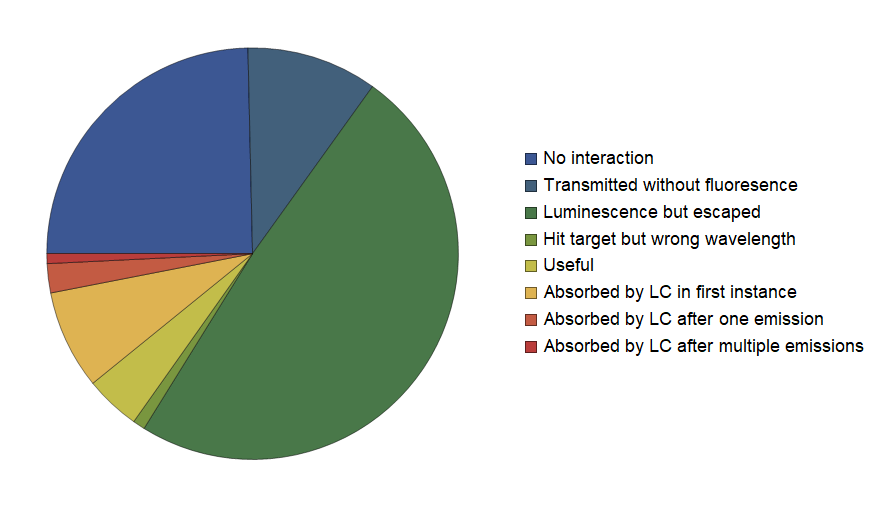 No interaction
Transmitted without fluoresence
Luminescence but escaped
Hit target but wrong wavelength
Useful
Absorbed by LC in first instance
Absorbed by LC after one emission
Absorbed by LC after multiple emissions